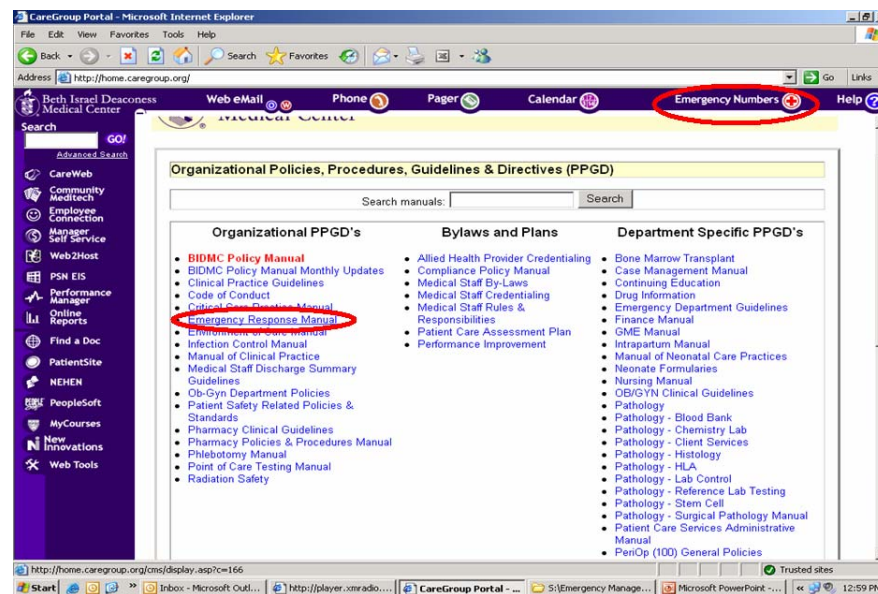 CareGroup Portal - Microsoft Internet Explorer
File Edit View Favorites Tools Help
Back Search Favorites
Address http://home.caregroup.org/ Go Links
Beth Israel Deaconess
Medical Center
Web eMail Phone Pager Calendar Emergency Numbers Help
Search
GO!
Advanced Search
CareWeb
Community
Meditech
Employee
Connection
Manager
Self Service
Web2Host
PSN EIS
Performance
Manager
Online
Reports
Find a Doc
PatientSite
NEHEN
PeopleSoft
MyCourses
New
Innovations
Web Tools
Medical Center
Organizational Policies, Procedures, Guidelines & Directives (PPGD)
Search manuals: Search
Organizational PPGD's
BIDMC Policy Manual
BIDMC Policy Manual Monthly Updates
Clinical Practice Guidelines
Code of Conduct
Critical Care Practice Manual
Emergency Response Manual
Environment of Care Manual
Infection Control Manual
Manual of Clinical Practice
Medical Staff Discharge Summary
Guidelines
Ob-Gyn Department Policies
Patient Safety Related Policies &
Standards
Pharmacy Clinical Guidelines
Pharmacy Policies & Procedures Manual
Phlebotomy Manual
Point of Care Testing Manual
Radiation Safety
Bylaws and Plans
Allied Health Provider Credentialing
Compliance Policy Manual
Medical Staff By-Laws
Medical Staff Credentialing
Medical Staff Rules &
Responsibilities
Patient Care Assessment Plan
Performance Improvement
Department Specific PPGD's
Bone Marrow Transplant
Case Management Manual
Continuing Education
Drug Information
Emergency Department Guidelines
Finance Manual
GME Manual
Intrapartum Manual
Manual of Neonatal Care Practices
Neonate Formularies
Nursing Manual
OB/GYN Clinical Guidelines
Pathology
Pathology - Blood Bank
Pathology - Chemistry Lab
Pathology - Client Services
Pathology - Histology
Pathology - HLA
Pathology - Lab Control
Pathology - Reference Lab Testing
Pathology - Stem Cell
Pathology - Surgical Pathology Manual
Patient Care Services Administrative
Manual
PeriOp (100) General Policies
http://home.caregroup.org/cms/display.asp?c=166 Trusted sites
Start Inbox - Microsoft Outl... http://player.xmradio.... CareGroup Portal - ... S:\Emergency Manage... Microsoft PowerPoint -... 12:59 PM